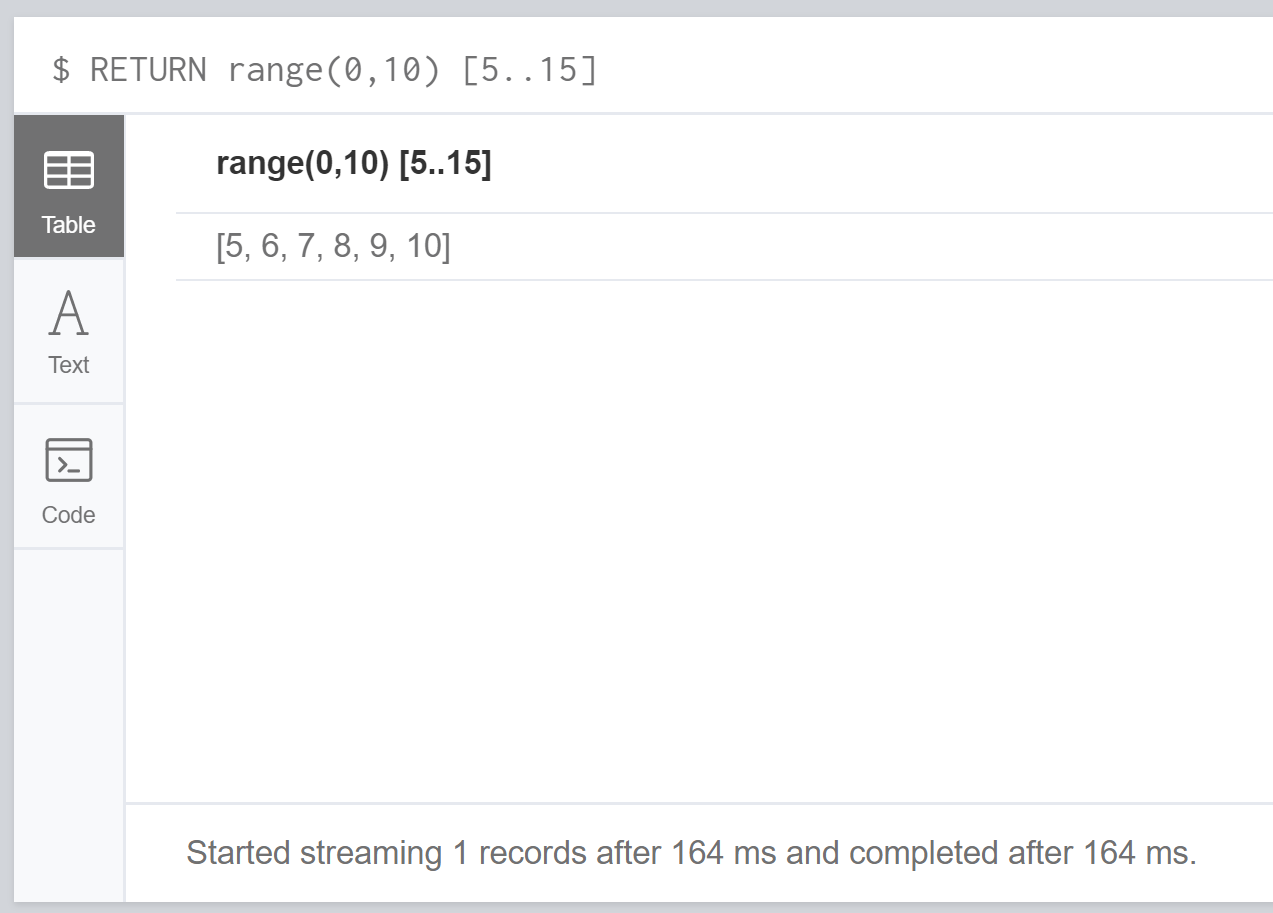 $ RETURN range(0,10) [5..15]
range(0,10) [5..15]
Table
[5, 6, 7, 8, 9, 10]
Text
Code
Started streaming 1 records after 164 ms and completed after 164 ms.